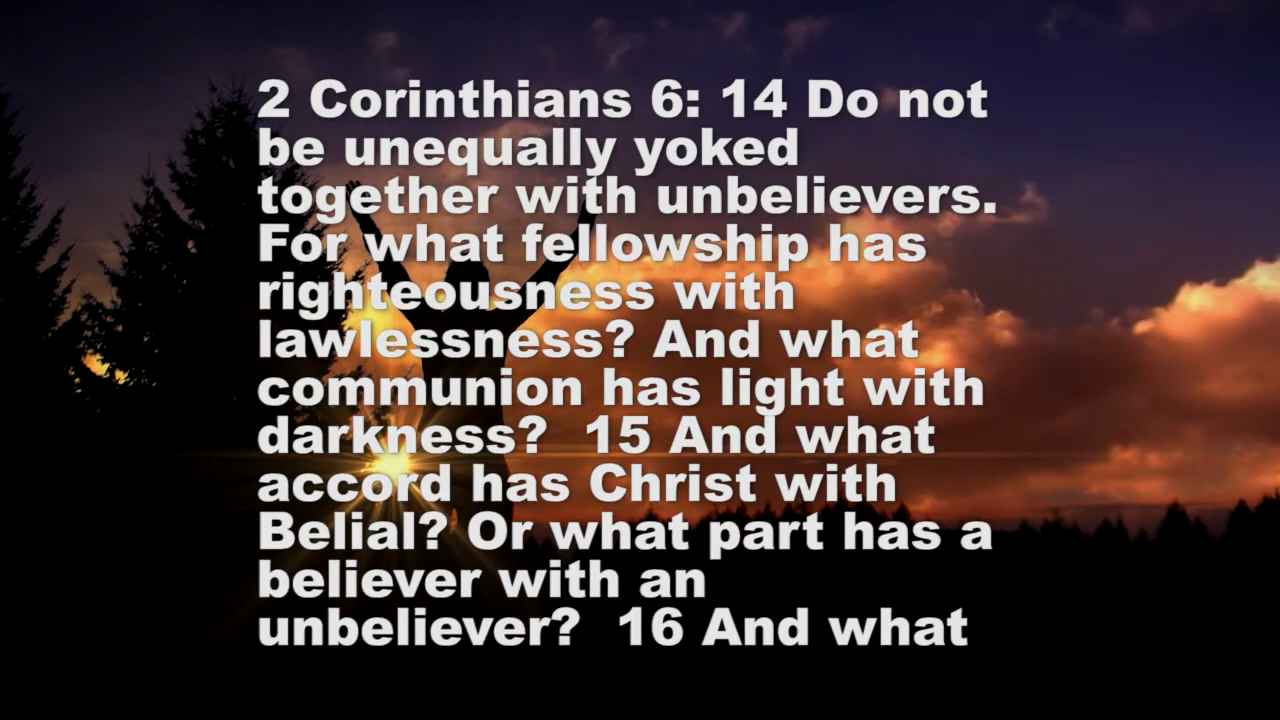 2 Corinthians 6: 14 Do not
be unequally yoked
together with unbelievers.
For what fellowship has
righteousness with
lawlessness? And what
communion has light with
darkness?  15 And what
accord has Christ with
Belial? Or what part has a
believer with an
unbeliever?  16 And what